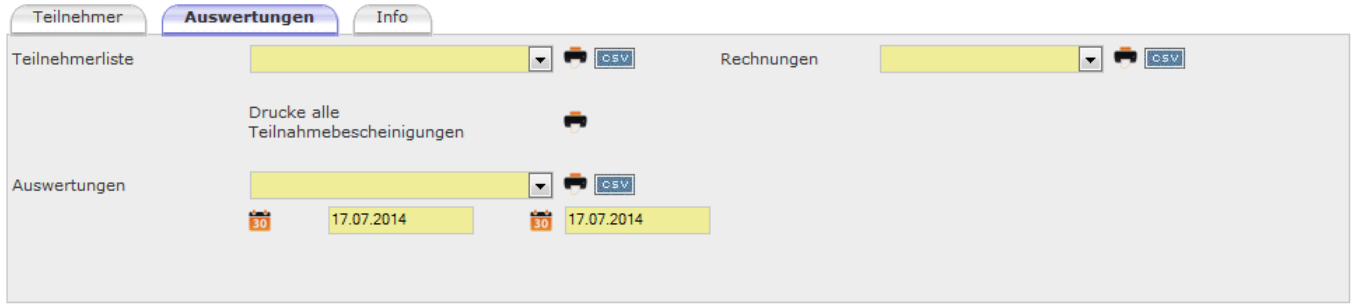 Teilnehmer Auswertungen Info
Teilnehmerliste CSV Rechnungen CSV
Drucke alle
Teilnahmebescheinigungen
Auswertungen CSV
30 17.07.2014 30 17.07.2014